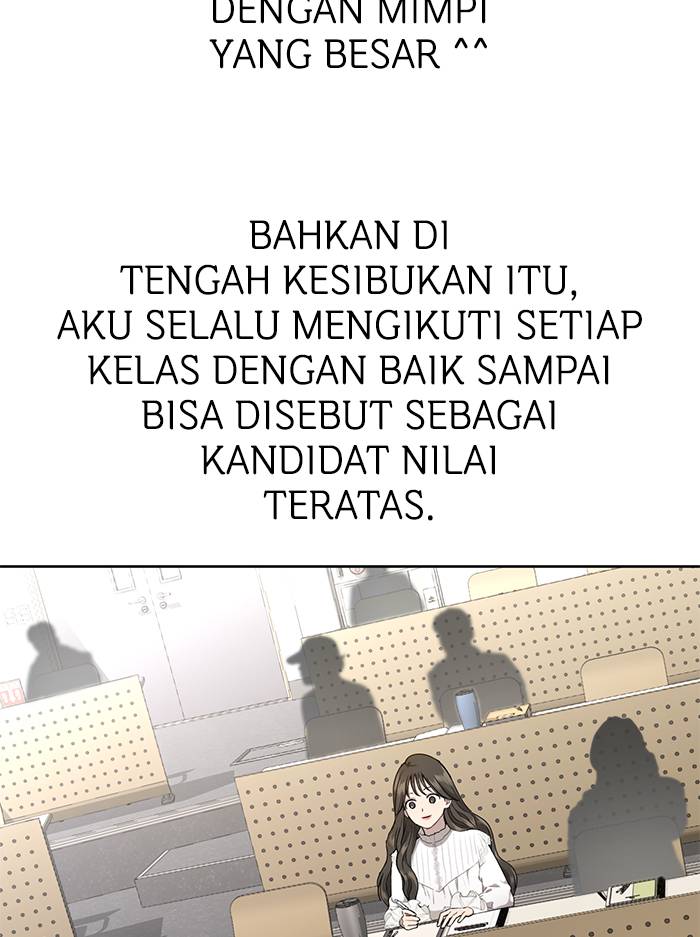 DENGAN MIMPI
YANG BESAR ^^
BAHKAN DI
TENGAH KESIBUKAN ITU,
AKU SELALU MENGIKUTI SETIAP
KELAS DENGAN BAIK SAMPAI
BISA DISEBUT SEBAGAI
KANDIDAT NILAI
TERATAS.